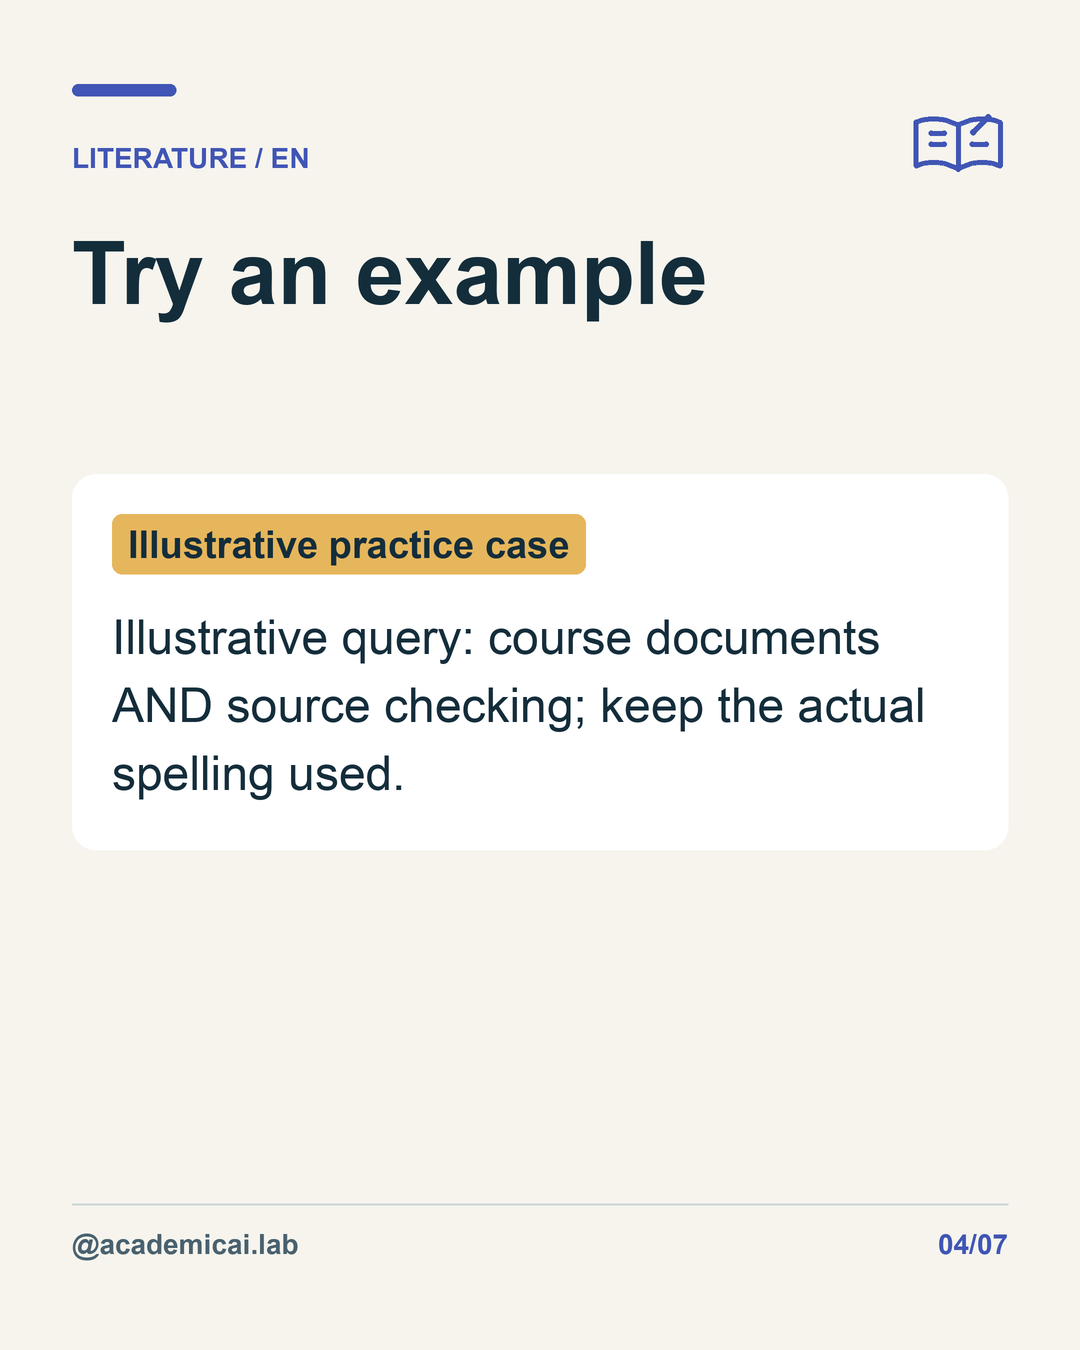 LITERATURE / EN
Try an example
Illustrative practice case
Illustrative query: course documents
AND source checking; keep the actual
spelling used.
@academicai.lab
04/07